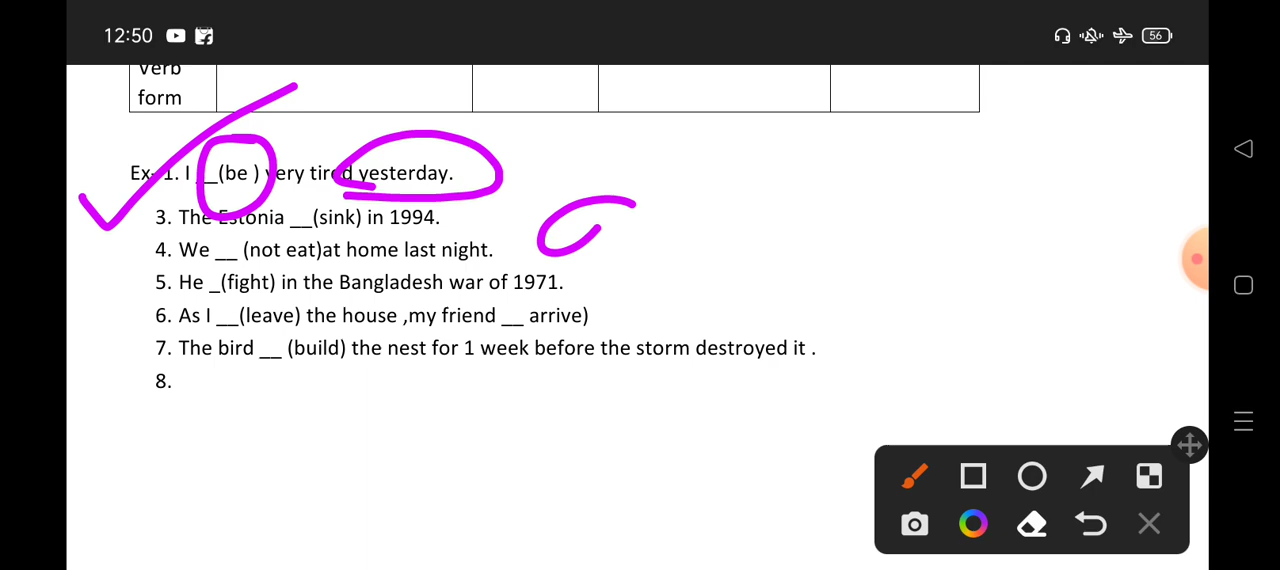 12:50
56
Verb
form
Ex- 1. I __(be ) very tired yesterday.
3. The Estonia __(sink) in 1994.
4. We __ (not eat)at home last night.
5. He _(fight) in the Bangladesh war of 1971.
6. As I __(leave) the house ,my friend __ arrive)
7. The bird __ (build) the nest for 1 week before the storm destroyed it .
8.